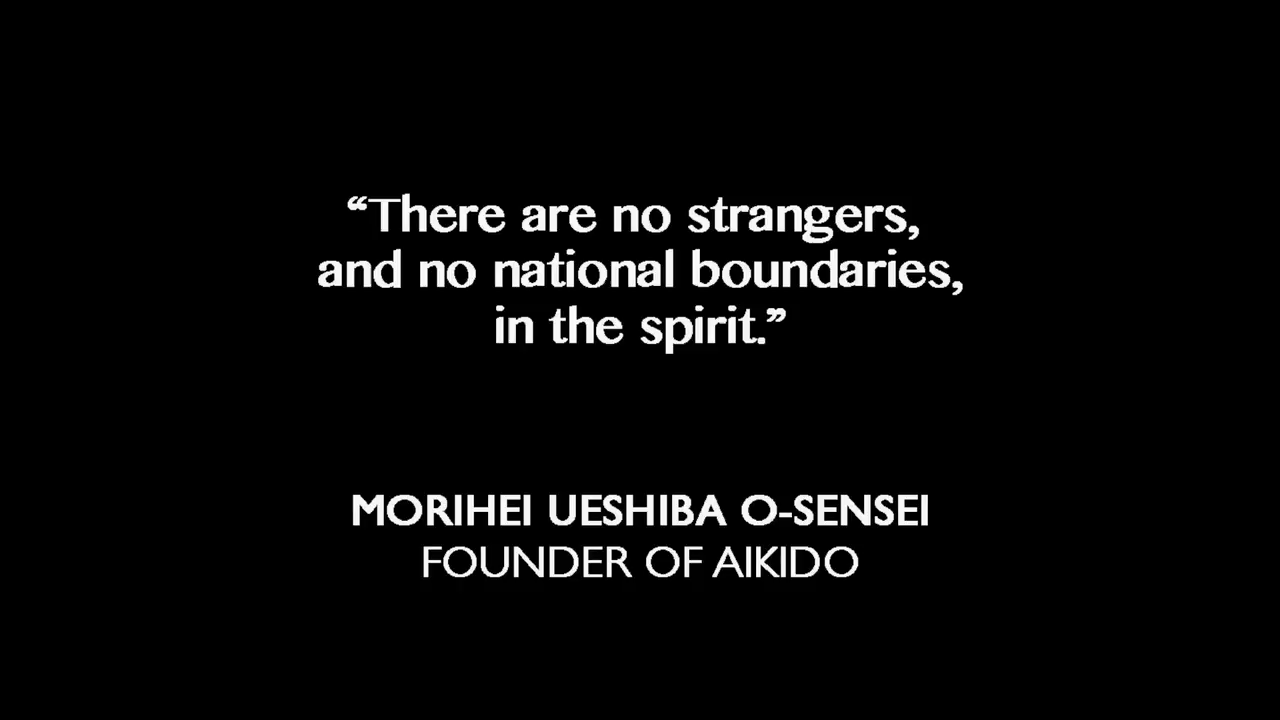 “There are no strangers,
and no national boundaries,
in the spirit.”
MORIHEI UESHIBA O-SENSEI
FOUNDER OF AIKIDO